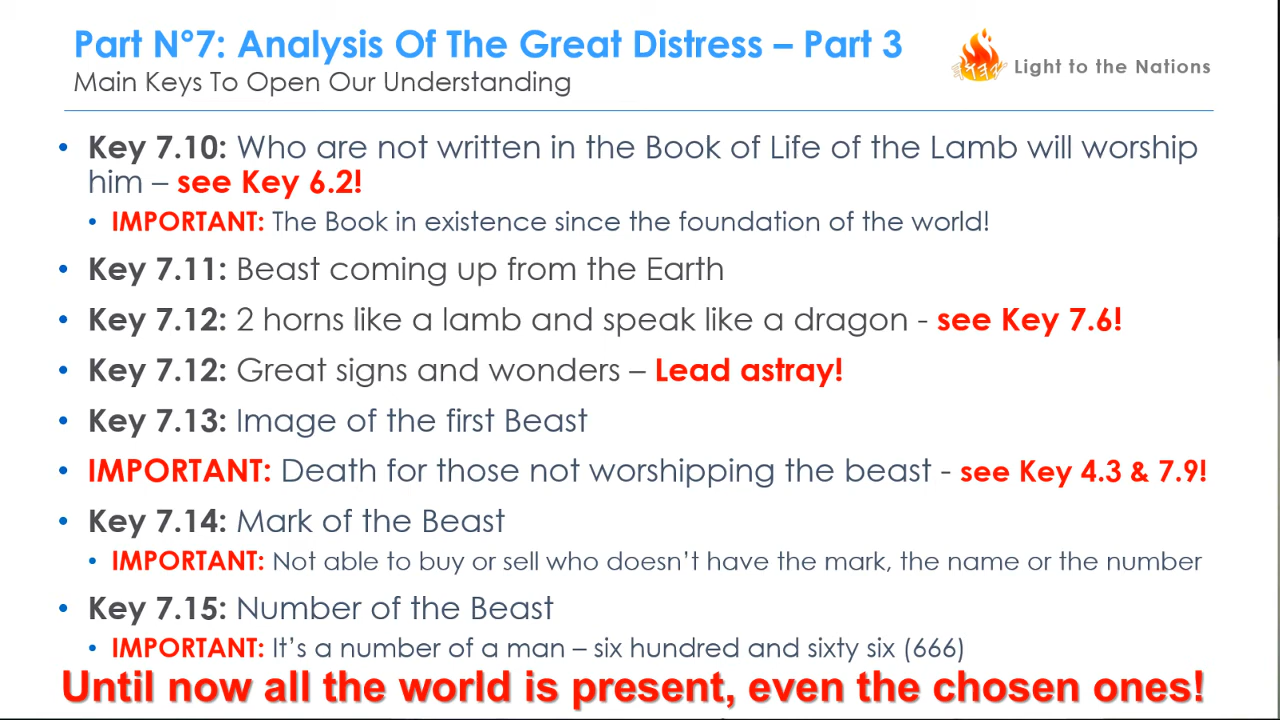 Part N°7: Analysis Of The Great Distress – Part 3
Main Keys To Open Our Understanding
Light to the Nations
• Key 7.10: Who are not written in the Book of Life of the Lamb will worship
him – see Key 6.2!
• IMPORTANT: The Book in existence since the foundation of the world!
• Key 7.11: Beast coming up from the Earth
• Key 7.12: 2 horns like a lamb and speak like a dragon - see Key 7.6!
• Key 7.12: Great signs and wonders – Lead astray!
• Key 7.13: Image of the first Beast
• IMPORTANT: Death for those not worshipping the beast - see Key 4.3 & 7.9!
• Key 7.14: Mark of the Beast
• IMPORTANT: Not able to buy or sell who doesn't have the mark, the name or the number
• Key 7.15: Number of the Beast
• IMPORTANT: It's a number of a man – six hundred and sixty six (666)
Until now all the world is present, even the chosen ones!